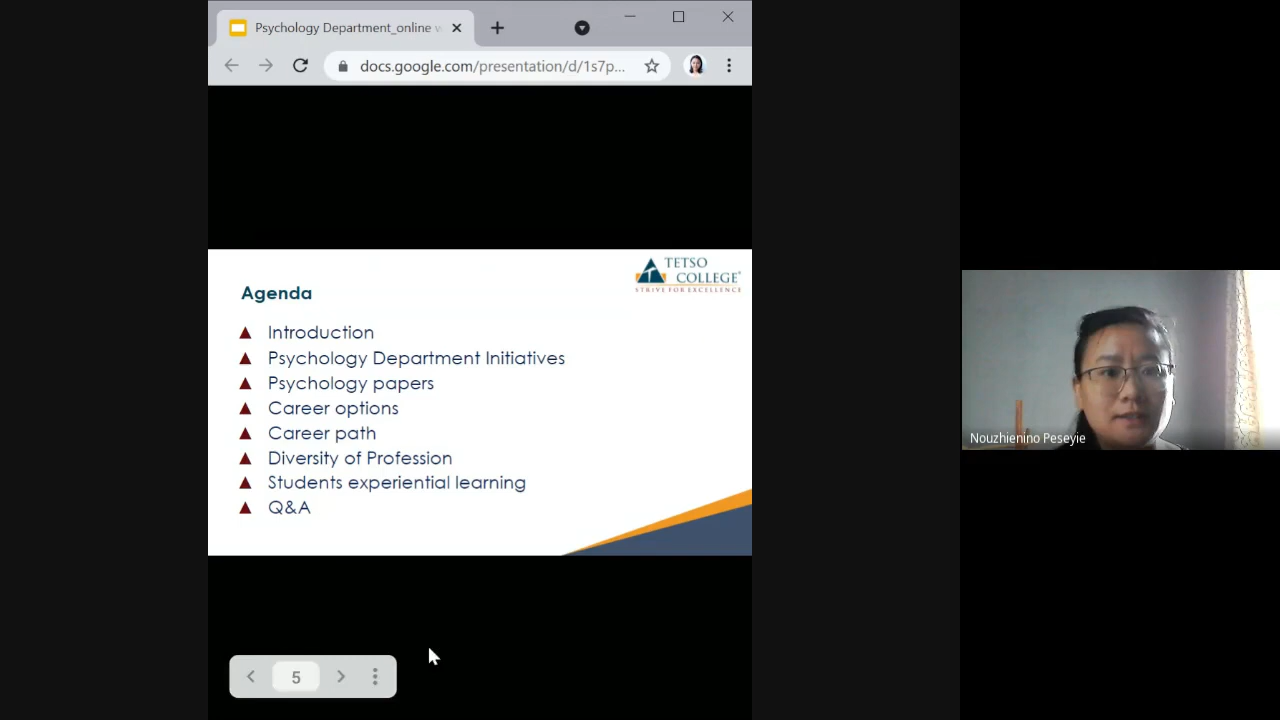 Psychology Department_online w
docs.google.com/presentation/d/1s7p...
TETSO
COLLEGE®
STRIVE FOR EXCELLENCE
Agenda
▲ Introduction
▲ Psychology Department Initiatives
▲ Psychology papers
▲ Career options
▲ Career path
▲ Diversity of Profession
▲ Students experiential learning
▲ Q&A
Nouzhienino Peseyie
5